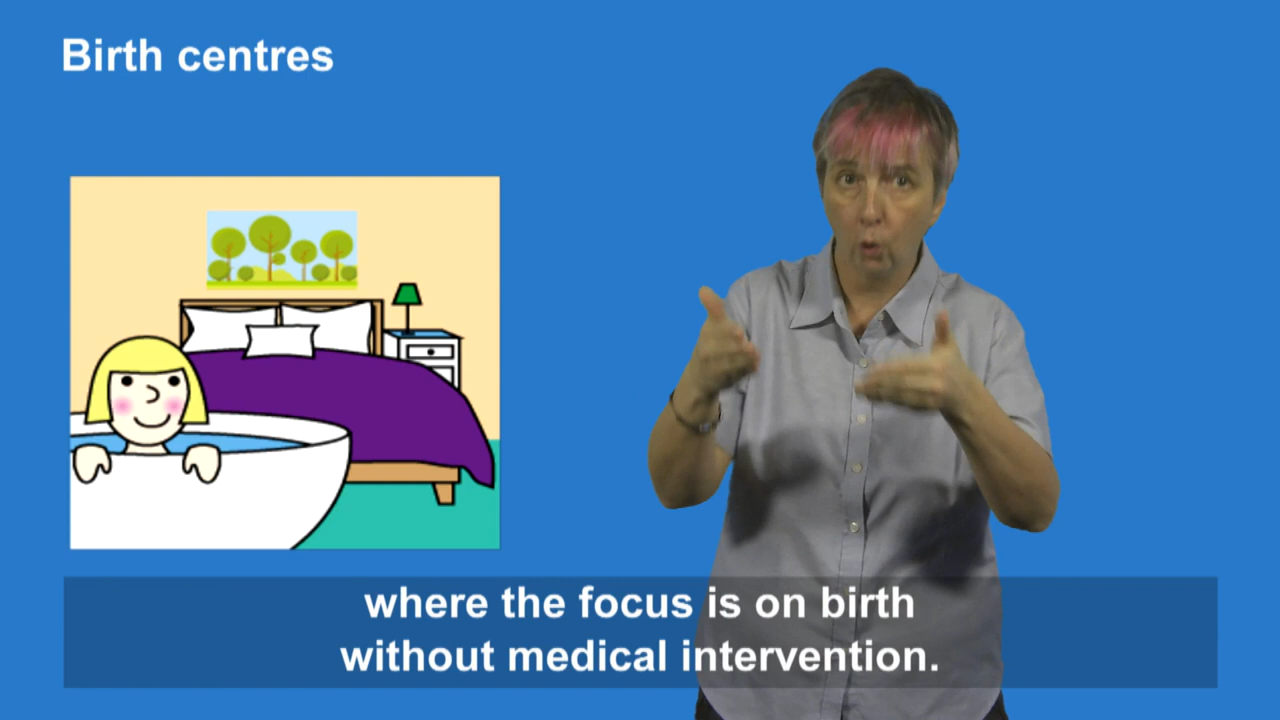 Birth centres
where the focus is on birth
without medical intervention.